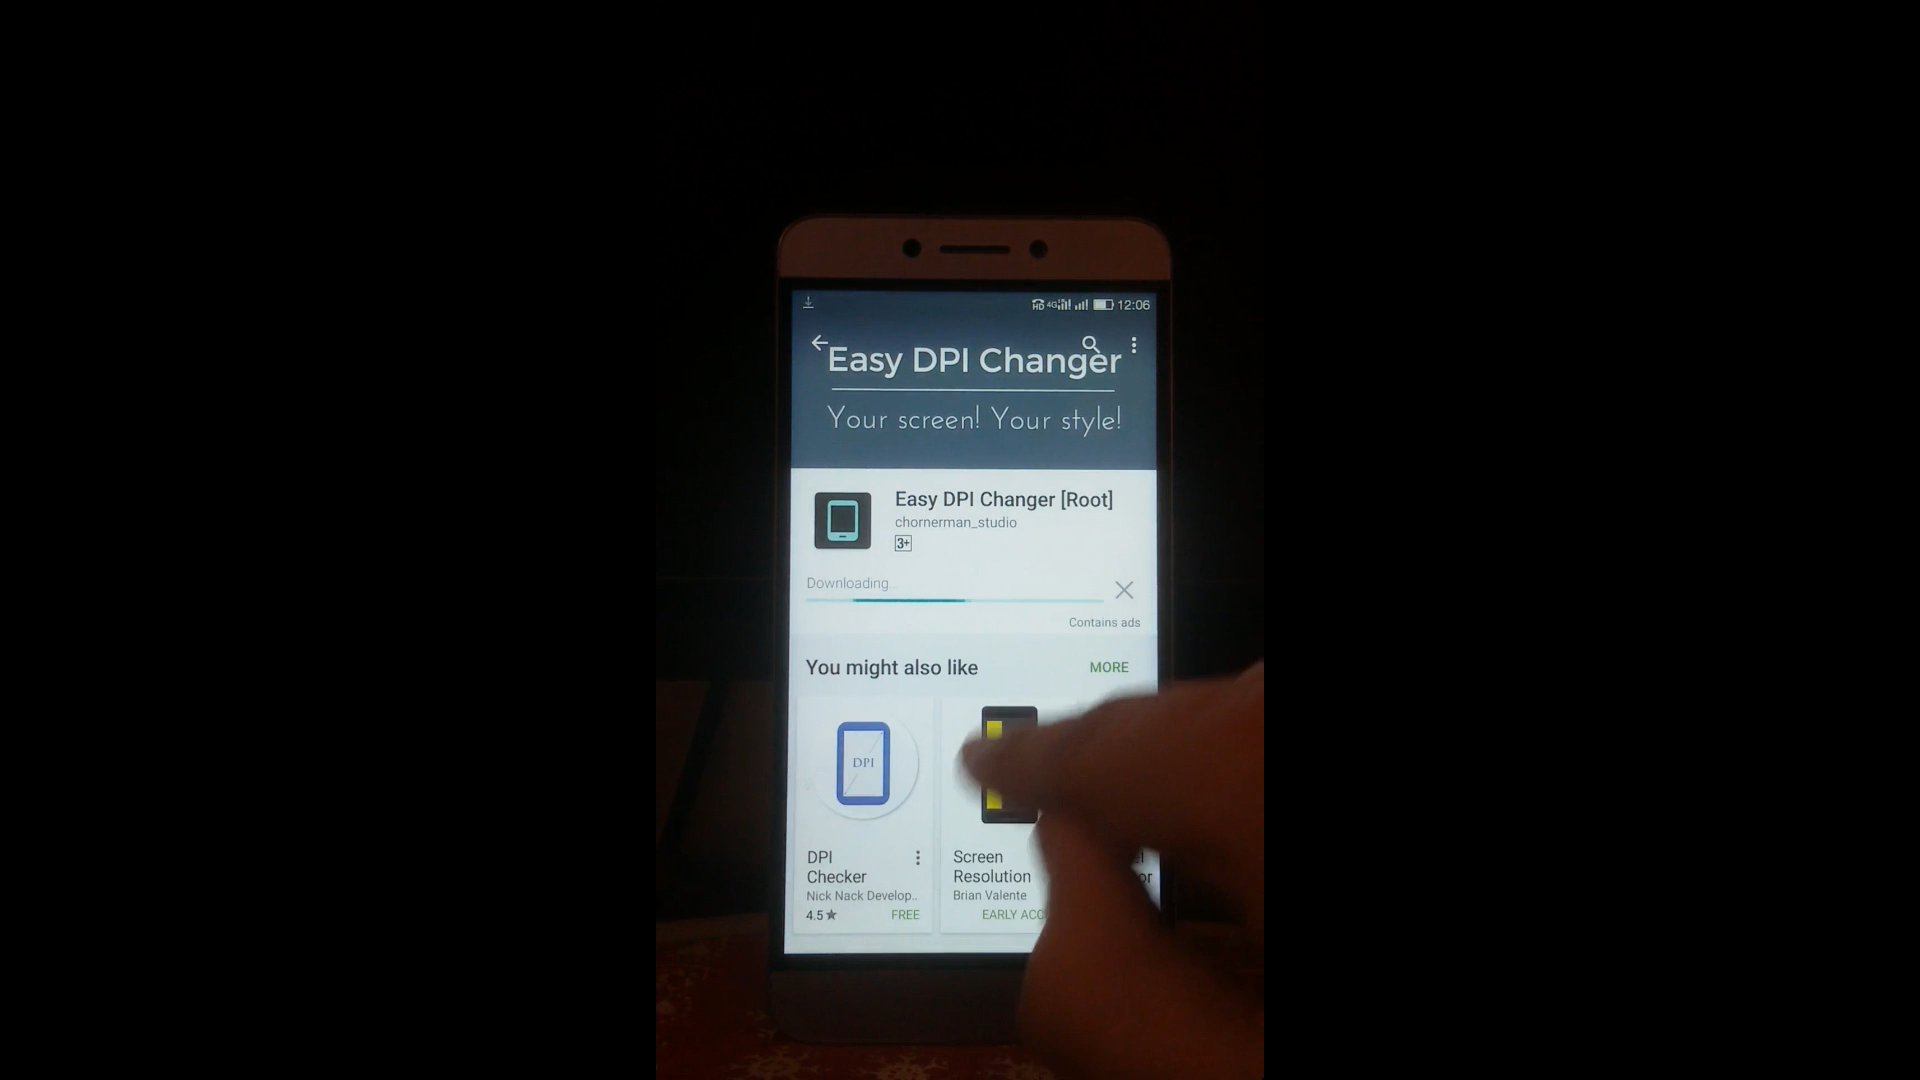 HD 4G 12:06
Easy DPI Changer
Your screen! Your style!
Easy DPI Changer [Root]
chornerman_studio
3+
Downloading...
Contains ads
You might also like
MORE
DPI
DPI
Checker
Nick Nack Develop..
4.5★
FREE
Screen
Resolution
Brian Valente
EARLY ACC